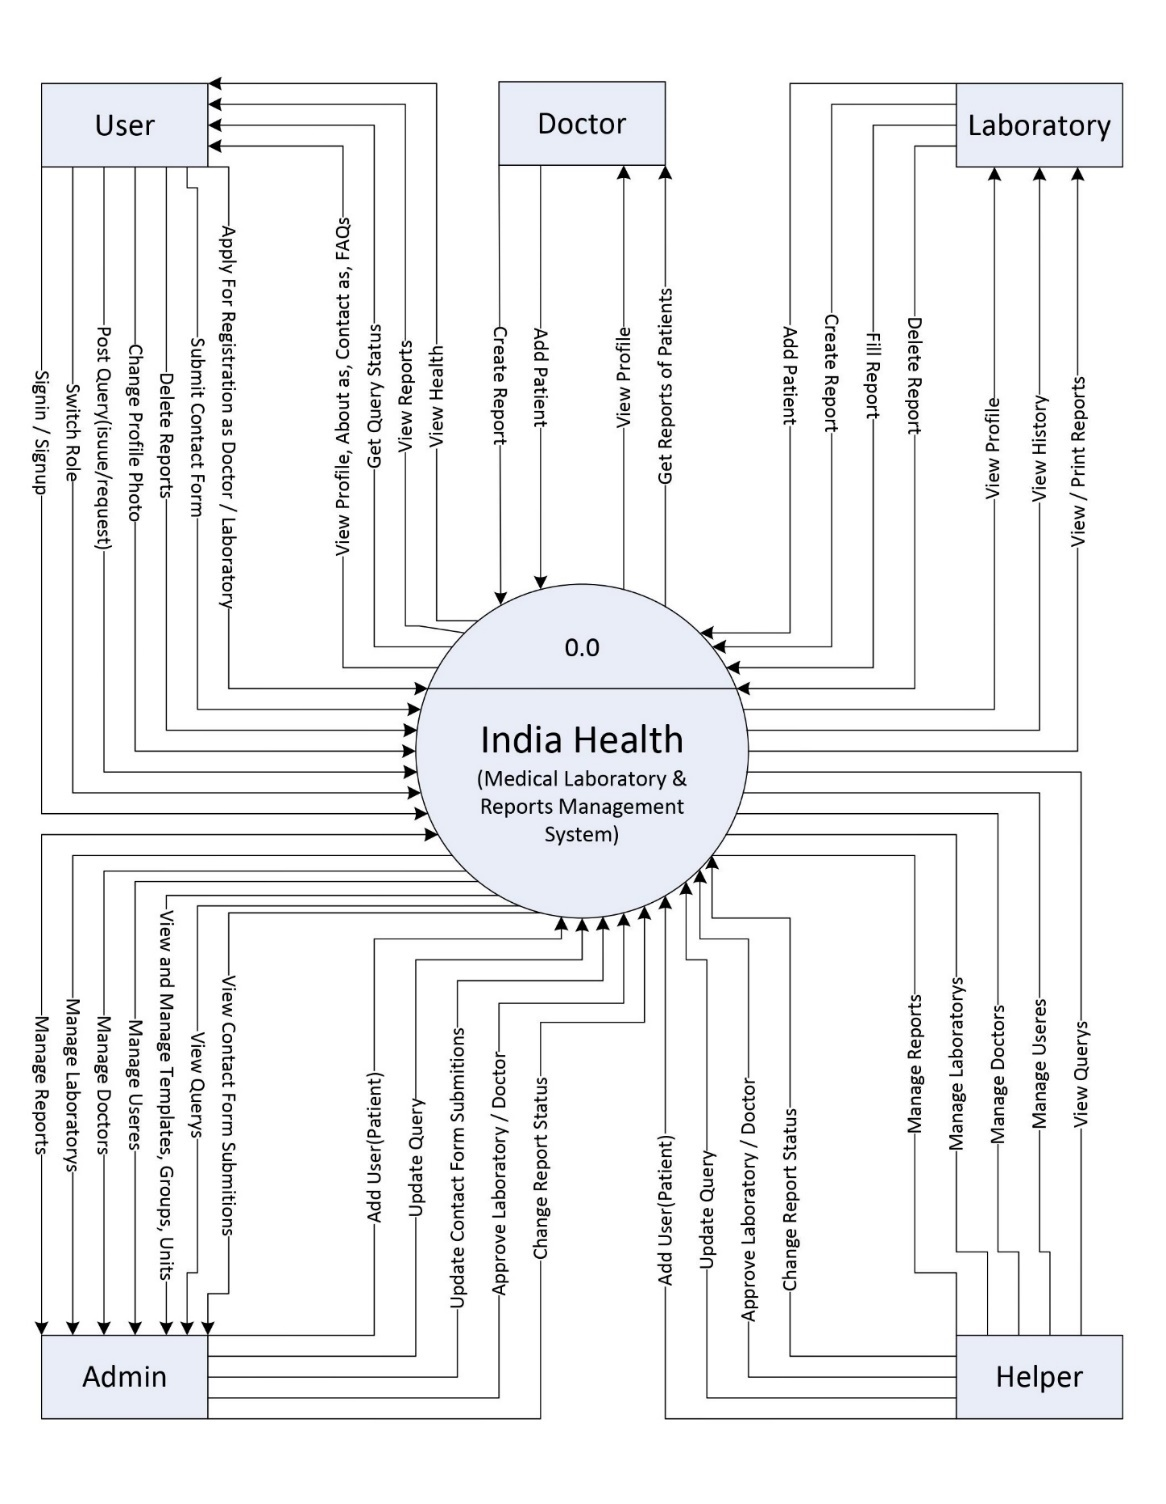 User
Doctor
Laboratory
Signin / Signup
Switch Role
Post Query(isuue/request)
Change Profile Photo
Delete Reports
Submit Contact Form
Apply For Registration as Doctor / Laboratory
View Profile, About as, Contact as, FAQs
Get Query Status
View Reports
View Health
Create Report
Add Patient
View Profile
Get Reports of Patients
Add Patient
Create Report
Fill Report
Delete Report
View Profile
View History
View / Print Reports
0.0
India Health
(Medical Laboratory &
Reports Management
System)
Manage Reports
Manage Laboratorys
Manage Doctors
Manage Useres
View and Manage Templates, Groups, Units
View Querys
View Contact Form Submitions
Add User(Patient)
Update Query
Update Contact Form Submitions
Approve Laboratory / Doctor
Change Report Status
Add User(Patient)
Update Query
Approve Laboratory / Doctor
Change Report Status
Manage Reports
Manage Laboratorys
Manage Doctors
Manage Useres
View Querys
Admin
Helper